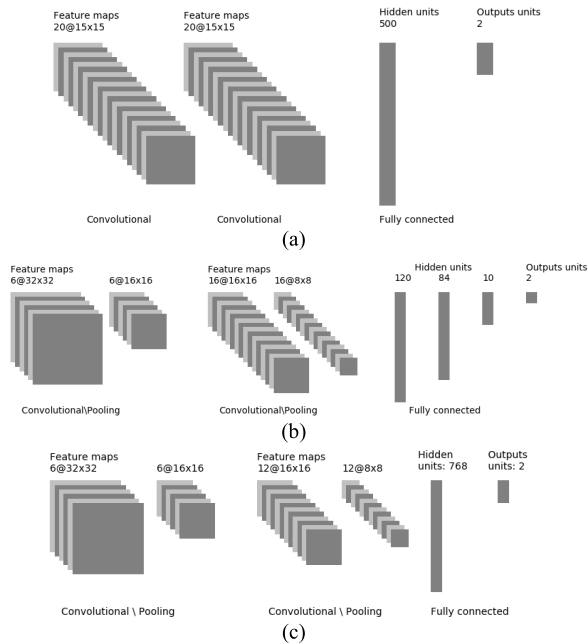 Feature maps Feature maps Hidden units Outputs units
20@15x15 20@15x15 500 2
Convolutional Convolutional Fully connected
(a)
Feature maps Feature maps Hidden units Outputs units
6@32x32 6@16x16 16@16x16 16@8x8 120 84 10 2
Convolutional\Pooling Convolutional\Pooling Fully connected
(b)
Feature maps Feature maps Hidden Outputs
6@32x32 6@16x16 12@16x16 12@8x8 units: 768 units: 2
Convolutional \ Pooling Convolutional \ Pooling Fully connected
(c)